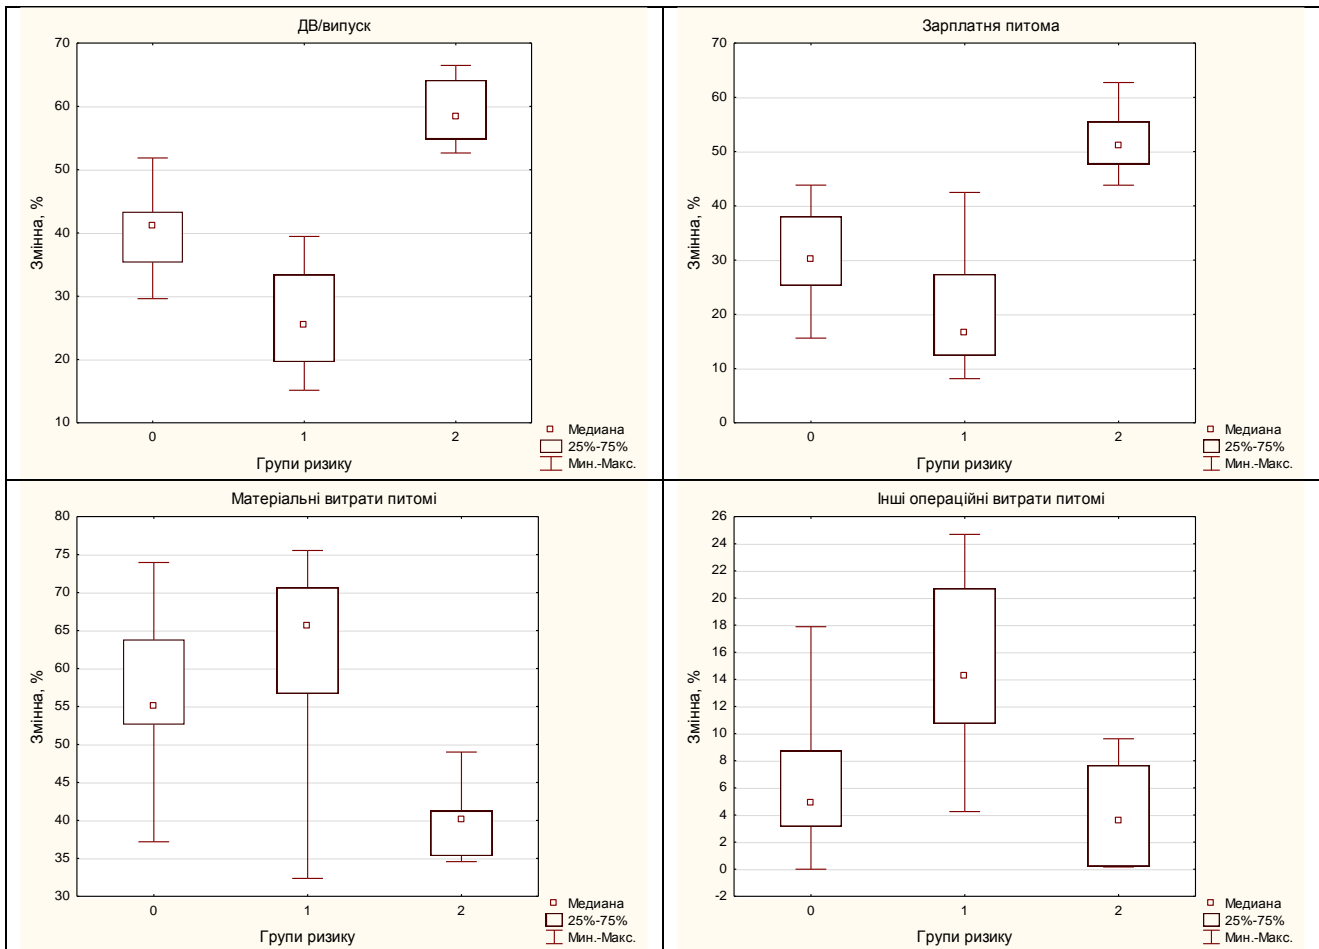 ДВ/випуск
70
60
50
40
30
20
10
Змінна, %
0
1
2
Групи ризику
Медиана
25%-75%
Мин.-Макс.
Зарплатня питома
70
60
50
40
30
20
10
0
Змінна, %
0
1
2
Групи ризику
Медиана
25%-75%
Мин.-Макс.
Матеріальні витрати питомі
80
75
70
65
60
55
50
45
40
35
30
Змінна, %
0
1
2
Групи ризику
Медиана
25%-75%
Мин.-Макс.
Інші операційні витрати питомі
26
24
22
20
18
16
14
12
10
8
6
4
2
0
-2
Змінна, %
0
1
2
Групи ризику
Медиана
25%-75%
Мин.-Макс.